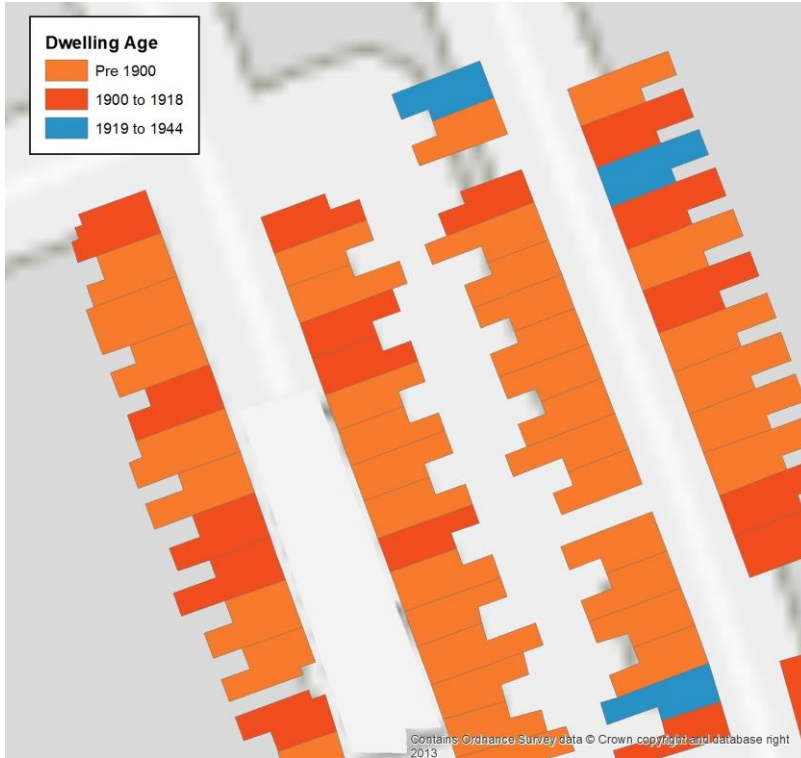 Dwelling Age
Pre 1900
1900 to 1918
1919 to 1944
Contains Ordnance Survey data © Crown copyright and database right
2013